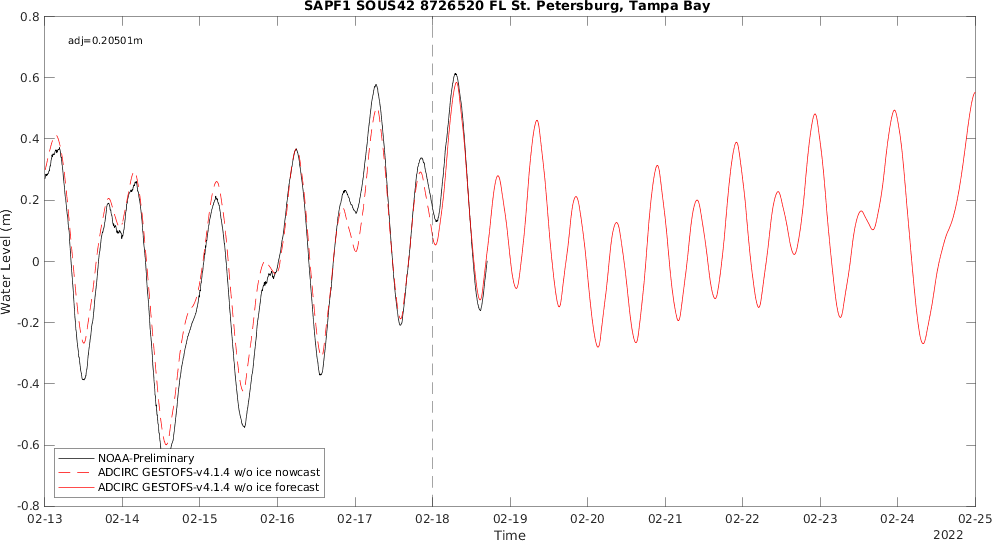 SAPF1 SOUS42 8726520 FL St. Petersburg, Tampa Bay
adj=0.20501m
0.8
0.6
0.4
0.2
0
-0.2
-0.4
-0.6
-0.8
Water Level (m)
NOAA-Preliminary
ADCIRC GESTOFS-v4.1.4 w/o ice nowcast
ADCIRC GESTOFS-v4.1.4 w/o ice forecast
02-13 02-14 02-15 02-16 02-17 02-18 02-19 02-20 02-21 02-22 02-23 02-24 02-25
Time
2022